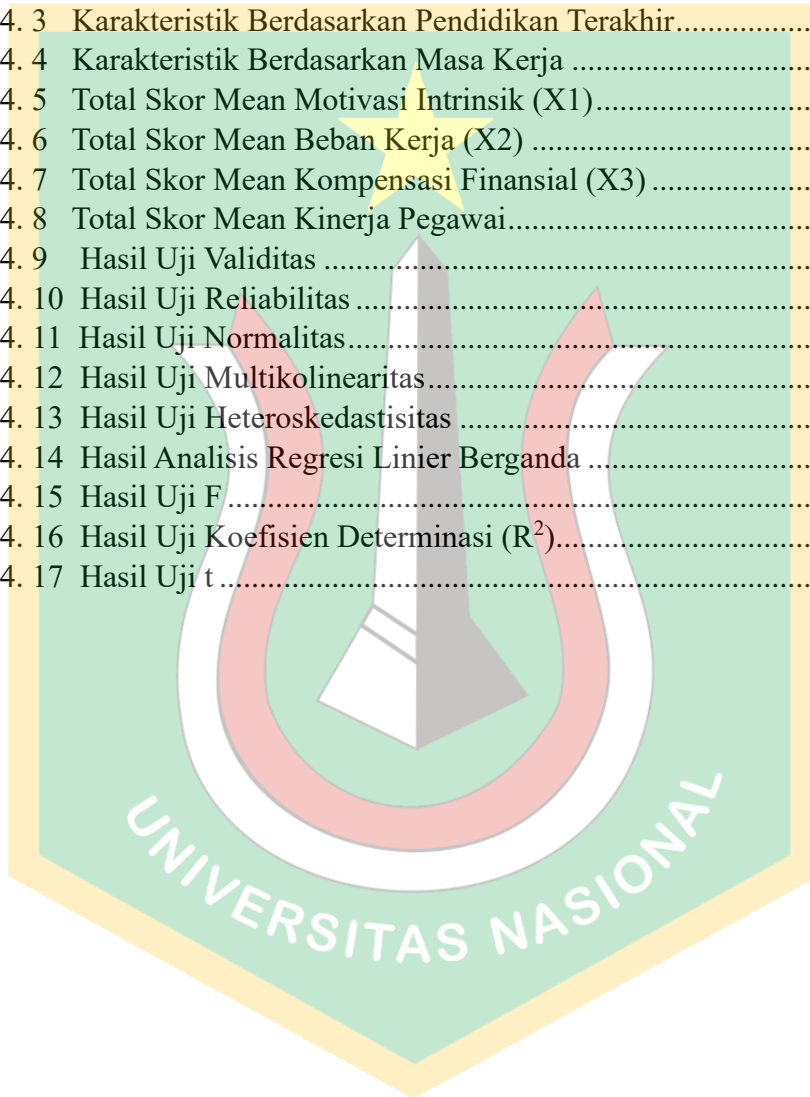 4. 3 Karakteristik Berdasarkan Pendidikan Terakhir................
4. 4 Karakteristik Berdasarkan Masa Kerja .............................
4. 5 Total Skor Mean Motivasi Intrinsik (X1)..........................
4. 6 Total Skor Mean Beban Kerja (X2) .................................
4. 7 Total Skor Mean Kompensasi Finansial (X3) ...................
4. 8 Total Skor Mean Kinerja Pegawai....................................
4. 9 Hasil Uji Validitas ...........................................................
4. 10 Hasil Uji Reliabilitas .......................................................
4. 11 Hasil Uji Normalitas........................................................
4. 12 Hasil Uji Multikolinearitas..............................................
4. 13 Hasil Uji Heteroskedastisitas ..........................................
4. 14 Hasil Analisis Regresi Linier Berganda ...........................
4. 15 Hasil Uji F ......................................................................
4. 16 Hasil Uji Koefisien Determinasi (R²)...............................
4. 17 Hasil Uji t .......................................................................
UNIVERSITAS NASIONAL